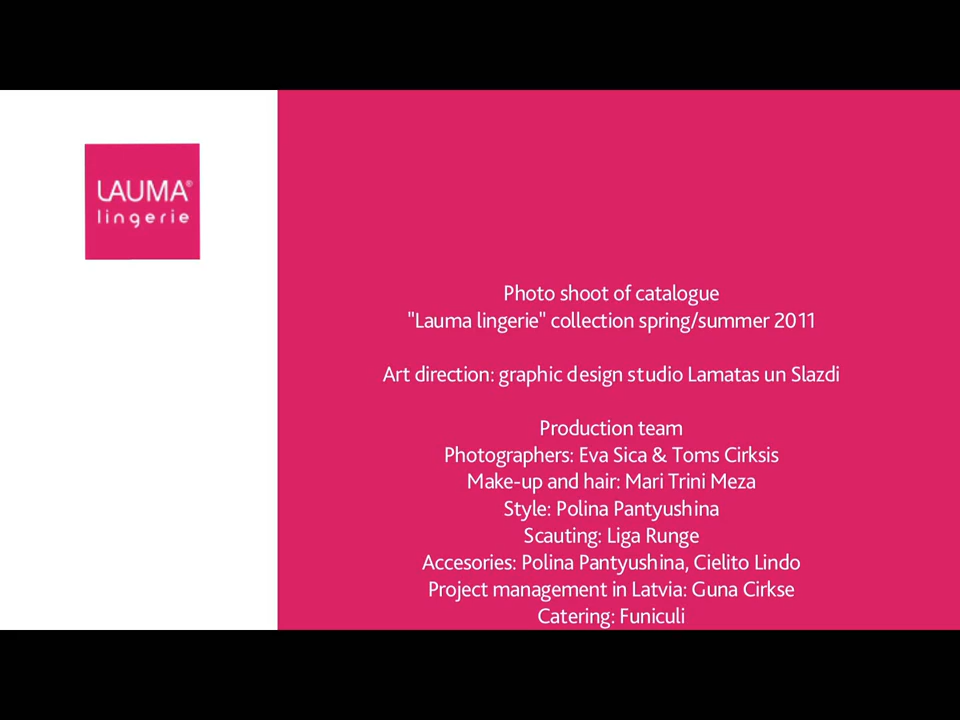 LAUMA®
lingerie
Photo shoot of catalogue
"Lauma lingerie" collection spring/summer 2011
Art direction: graphic design studio Lamatas un Slazdi
Production team
Photographers: Eva Sica & Toms Cirksis
Make-up and hair: Mari Trini Meza
Style: Polina Pantyushina
Scauting: Liga Runge
Accesories: Polina Pantyushina, Cielito Lindo
Project management in Latvia: Guna Cirkse
Catering: Funiculi